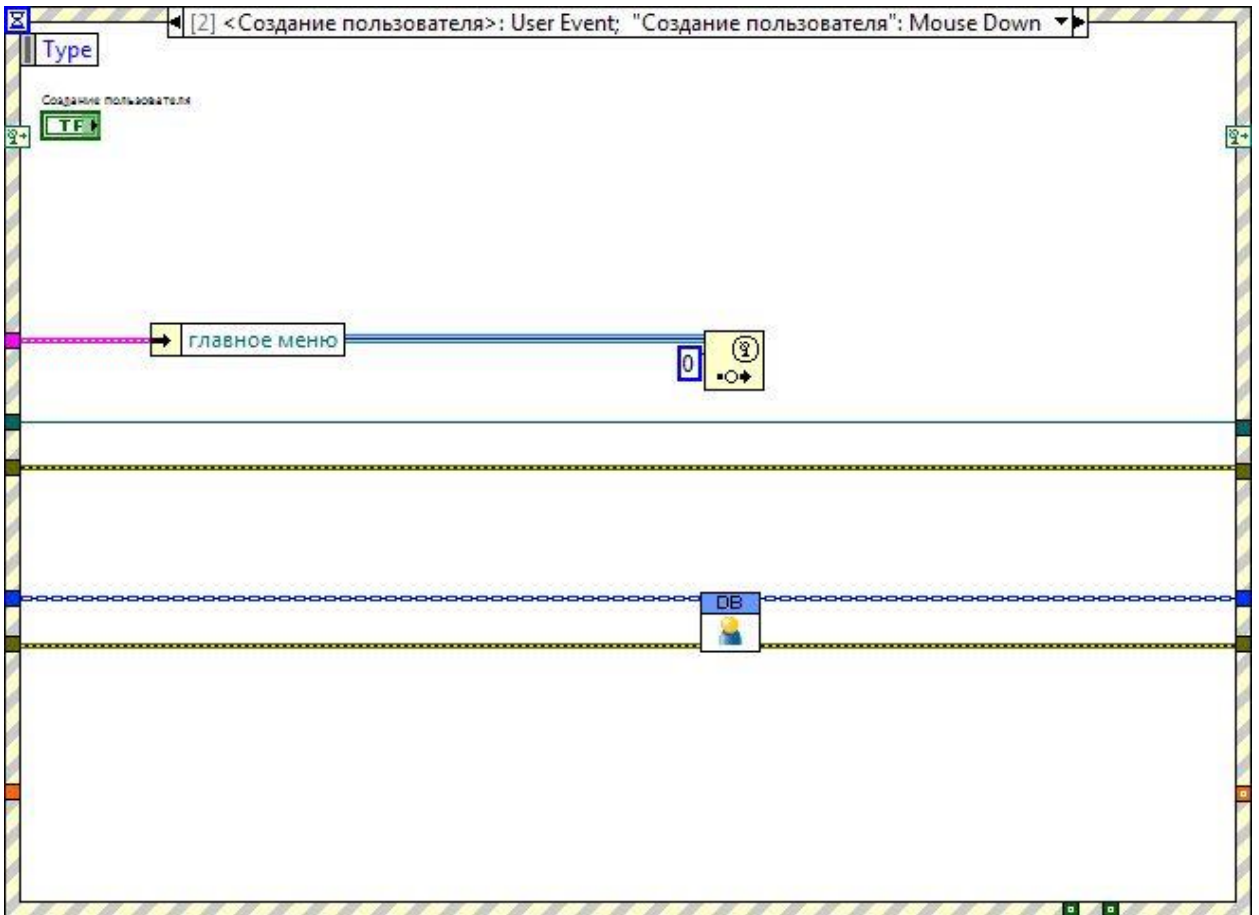 [2] <Создание пользователя>: User Event; "Создание пользователя": Mouse Down
Type
Создание пользователя
TF
главное меню
0
DB